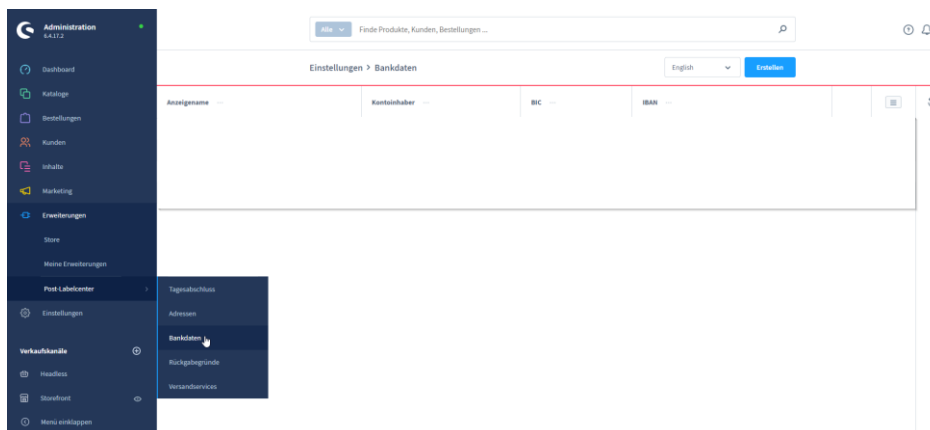 Administration
6.4.17.2
Alle
Finde Produkte, Kunden, Bestellungen ...
Dashboard
Einstellungen > Bankdaten
English
Erstellen
Kataloge
Anzeigename
Kontoinhaber
BIC
IBAN
Bestellungen
Kunden
Inhalte
Marketing
Erweiterungen
Store
Meine Erweiterungen
Post-Labelcenter
Tagesabschluss
Einstellungen
Adressen
Bankdaten
Verkaufskanäle
Rückgabegründe
Headless
Versandservices
Storefront
Menü einklappen